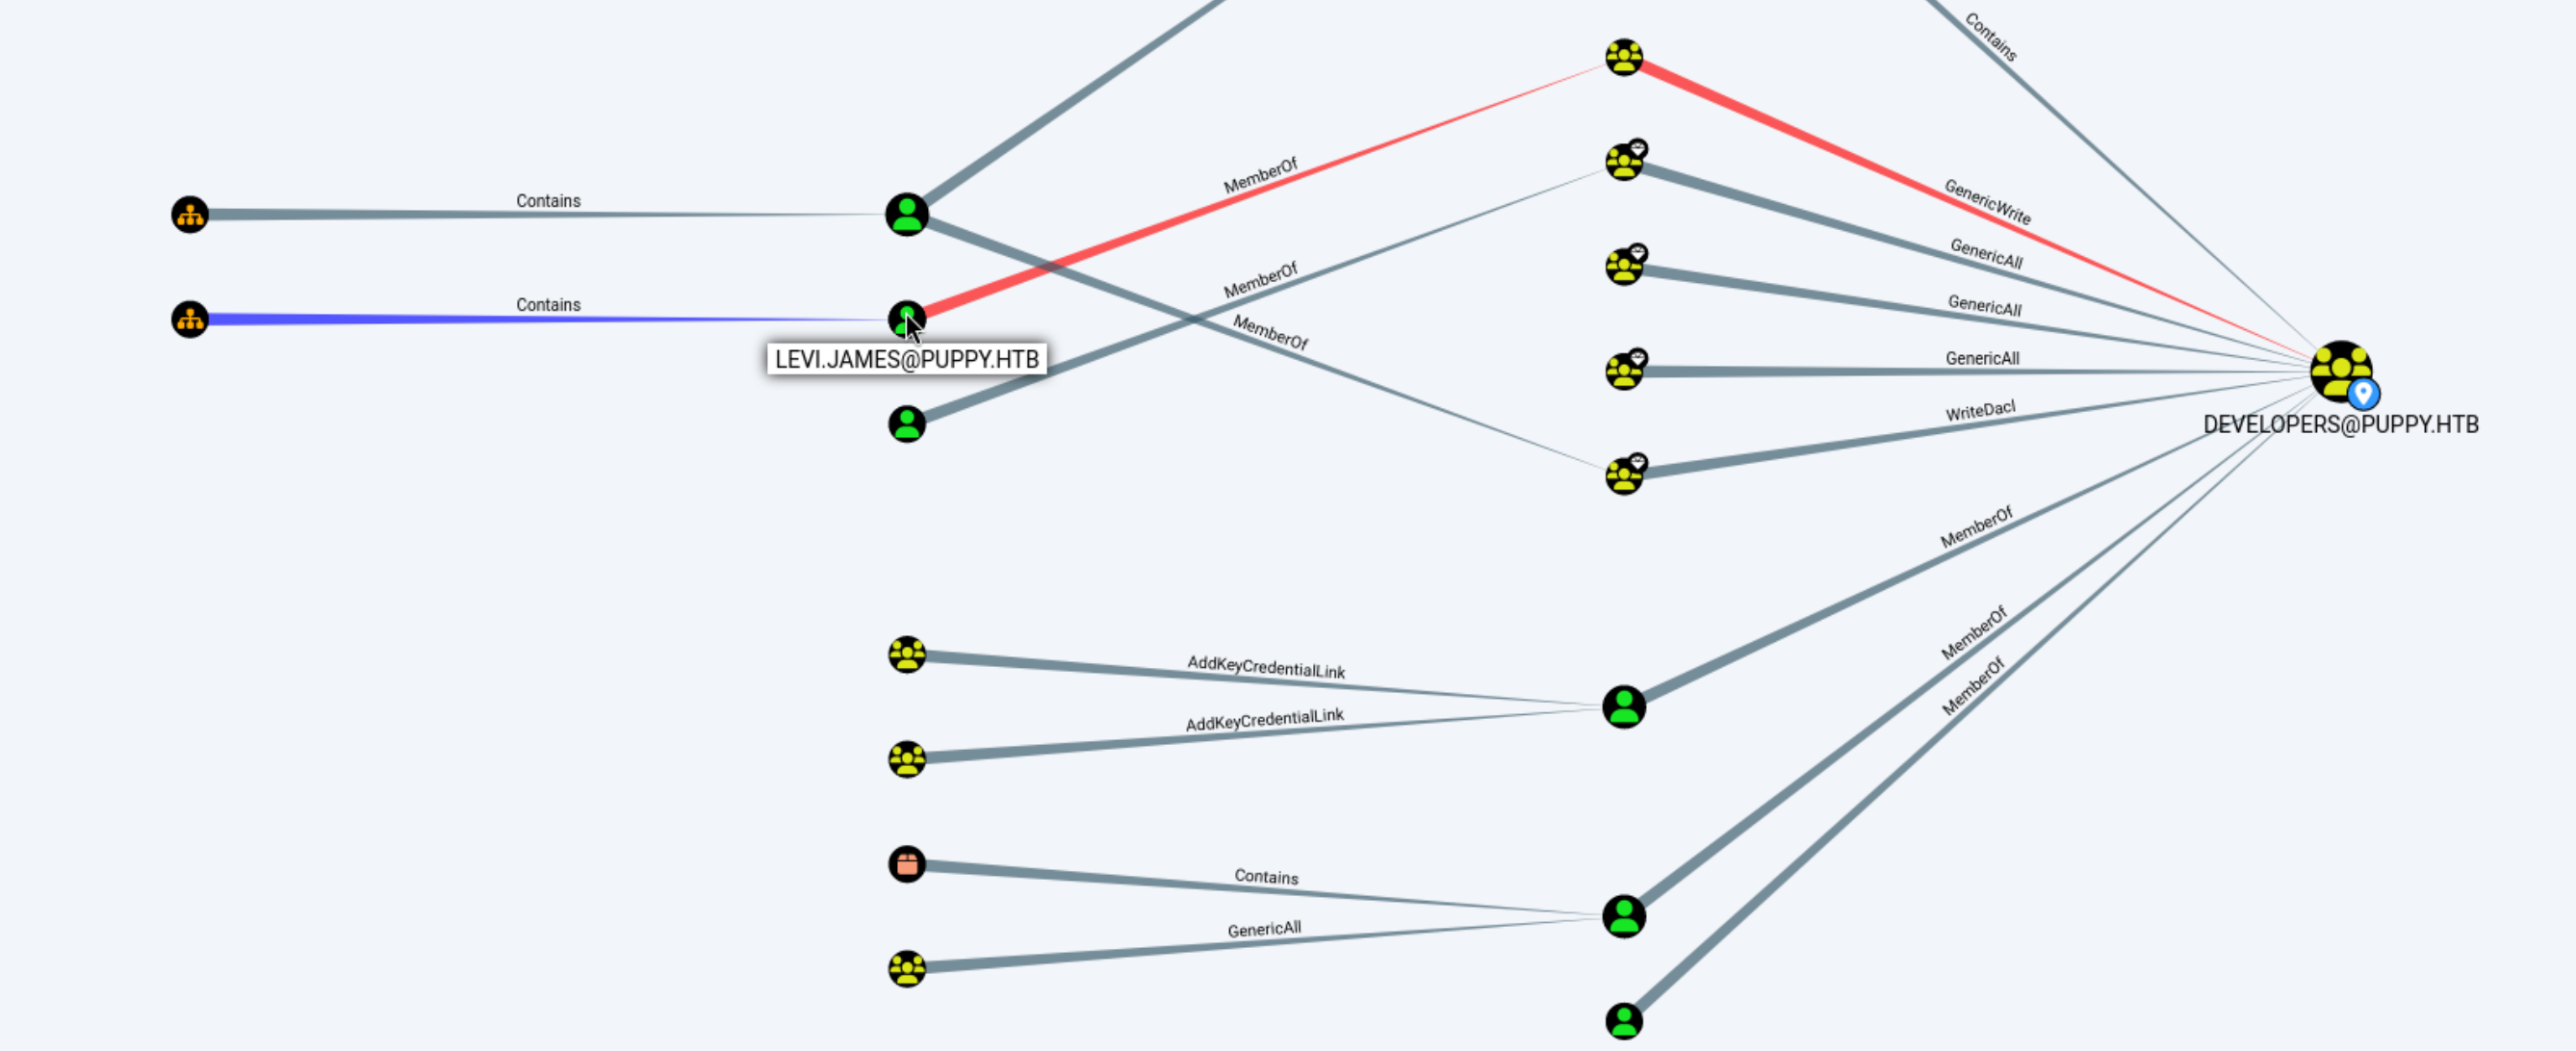 Contains
MemberOf
GenericWrite
Contains
GenericAll
MemberOf
Contains
GenericAll
MemberOf
LEVI.JAMES@PUPPY.HTB
GenericAll
WriteDacl
DEVELOPERS@PUPPY.HTB
MemberOf
MemberOf
AddKeyCredentialLink
MemberOf
AddKeyCredentialLink
Contains
GenericAll